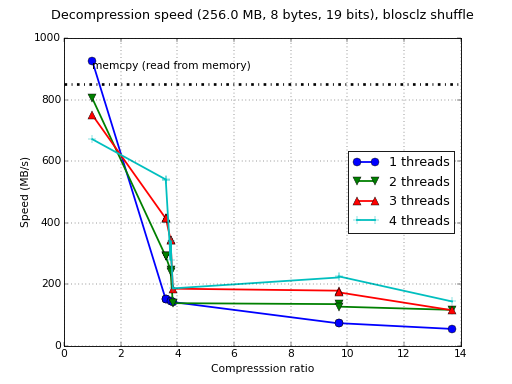 Decompression speed (256.0 MB, 8 bytes, 19 bits), blosclz shuffle
1000
800
600
400
200
0
Speed (MB/s)
memcpy (read from memory)
1 threads
2 threads
3 threads
4 threads
0 2 4 6 8 10 12 14
Compresssion ratio